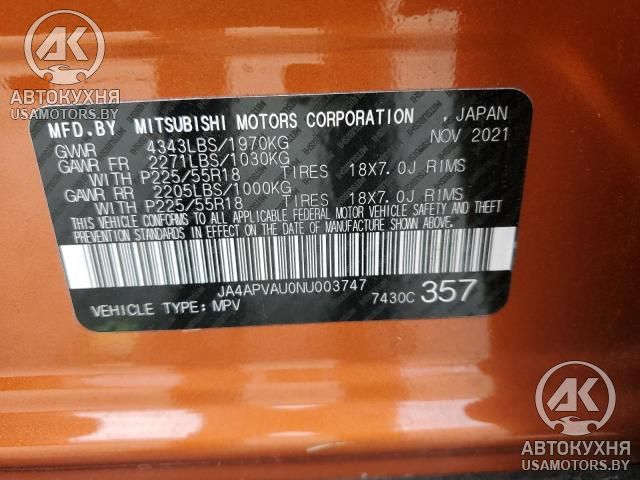 АК
АВТОКУХНЯ
USAMOTORS.BY
MFD.BY MITSUBISHI MOTORS CORPORATION , JAPAN
GVWR 4343LBS/1970KG NOV 2021
GAWR FR 2271LBS/1030KG
WITH P225/55R18 TIRES 18X7.0J RIMS
GAWR RR 2205LBS/1000KG
WITH P225/55R18 TIRES 18X7.0J RIMS
THIS VEHICLE CONFORMS TO ALL APPLICABLE FEDERAL MOTOR VEHICLE SAFETY AND THEFT
PREVENTION STANDARDS IN EFFECT ON THE DATE OF MANUFACTURE SHOWN ABOVE.
JA4APVAU0NU003747
VEHICLE TYPE: MPV 7430C 357
АК
АВТОКУХНЯ
USAMOTORS.BY